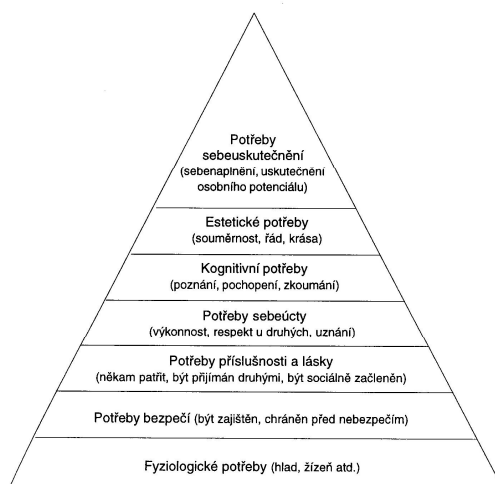 Potřeby
sebeuskutečnění
(sebenaplnění, uskutečnění
osobního potenciálu)
Estetické potřeby
(souměrnost, řád, krása)
Kognitivní potřeby
(poznání, pochopení, zkoumání)
Potřeby sebeúcty
(výkonnost, respekt u druhých, uznání)
Potřeby příslušnosti a lásky
(někam patřit, být přijímán druhými, být sociálně začleněn)
Potřeby bezpečí (být zajištěn, chráněn před nebezpečím)
Fyziologické potřeby (hlad, žízeň atd.)